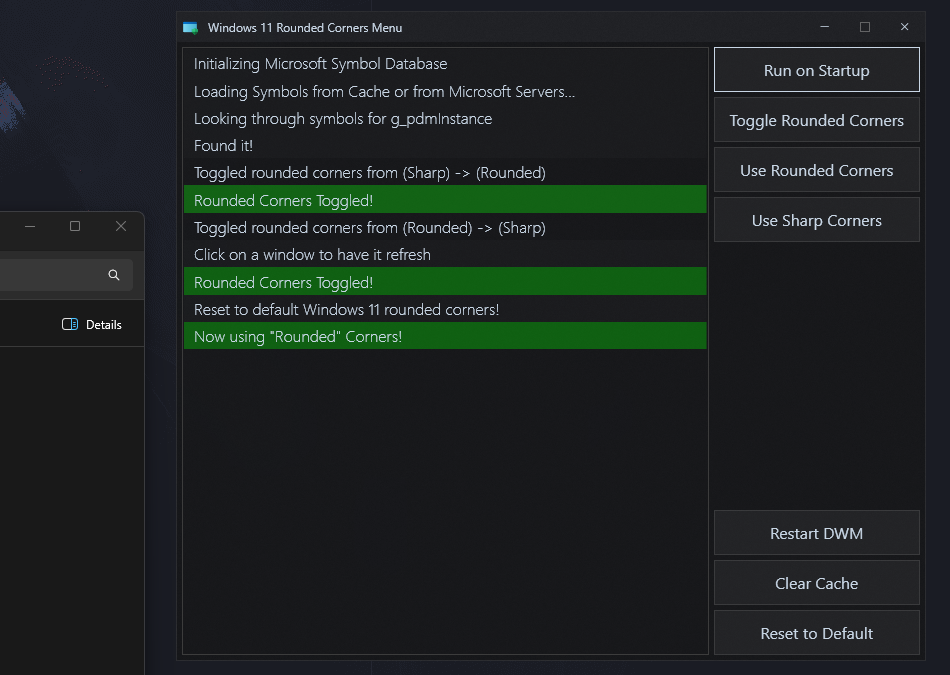 Windows 11 Rounded Corners Menu
Initializing Microsoft Symbol Database
Loading Symbols from Cache or from Microsoft Servers...
Looking through symbols for g_pdmInstance
Found it!
Toggled rounded corners from (Sharp) -> (Rounded)
Rounded Corners Toggled!
Toggled rounded corners from (Rounded) -> (Sharp)
Click on a window to have it refresh
Rounded Corners Toggled!
Reset to default Windows 11 rounded corners!
Now using "Rounded" Corners!
Run on Startup
Toggle Rounded Corners
Use Rounded Corners
Use Sharp Corners
Restart DWM
Clear Cache
Reset to Default
Details